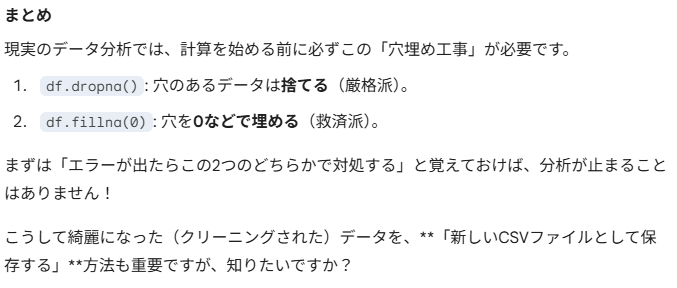 まとめ
現実のデータ分析では、計算を始める前に必ずこの「穴埋め工事」が必要です。
1. df.dropna() : 穴のあるデータは捨てる（厳格派）。
2. df.fillna(0) : 穴を0などで埋める（救済派）。
まずは「エラーが出たらこの2つのどちらかで対処する」と覚えておけば、分析が止まること
はありません！
こうして綺麗になった（クリーニングされた）データを、**「新しいCSVファイルとして保
存する」**方法も重要ですが、知りたいですか？